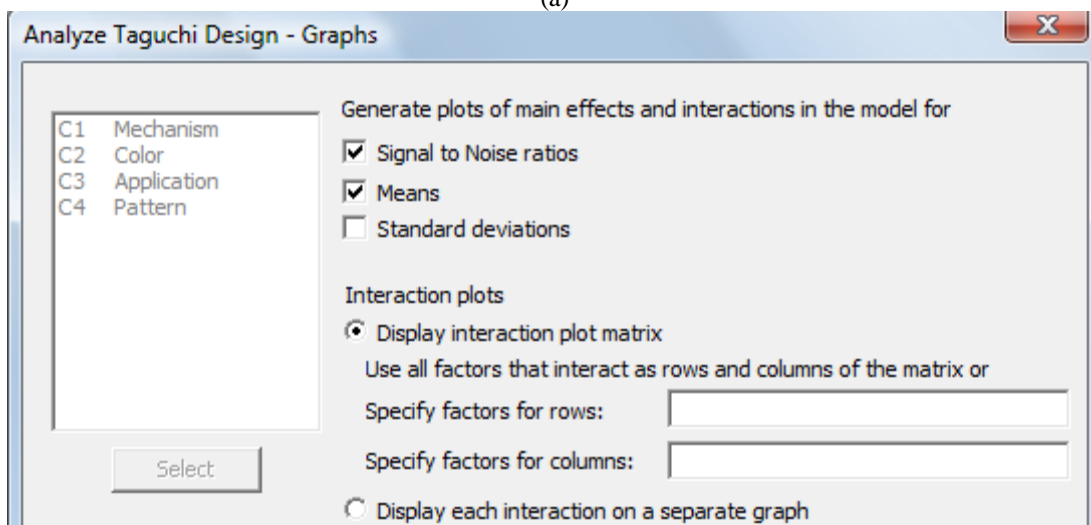 (a)
Analyze Taguchi Design - Graphs
Generate plots of main effects and interactions in the model for
C1 Mechanism
C2 Color
C3 Application
C4 Pattern
Signal to Noise ratios
Means
Standard deviations
Interaction plots
Display interaction plot matrix
Use all factors that interact as rows and columns of the matrix or
Specify factors for rows:
Specify factors for columns:
Select
Display each interaction on a separate graph